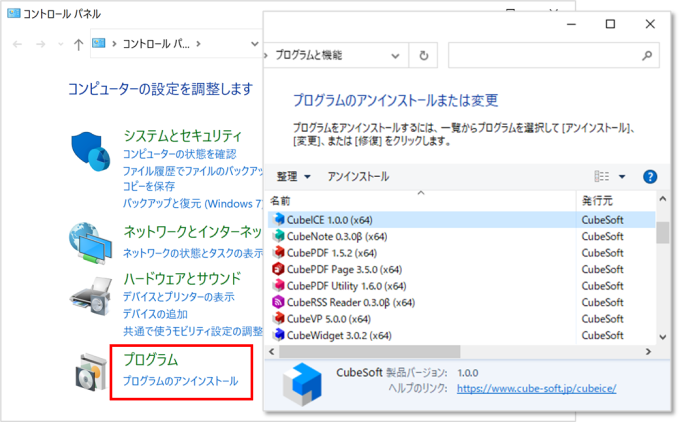 コントロール パネル
コントロール パ...
コンピューターの設定を調整します
システムとセキュリティ
コンピューターの状態を確認
ファイル履歴でファイルのバックアッ
コピーを保存
バックアップと復元 (Windows 7)
ネットワークとインターネッ
ネットワークの状態とタスクの表示
ハードウェアとサウンド
デバイスとプリンターの表示
デバイスの追加
共通で使うモビリティ設定の調整
プログラム
プログラムのアンインストール
プログラムと機能
プログラムのアンインストールまたは変更
プログラムをアンインストールするには、一覧からプログラムを選択して [アンインストール]、
[変更]、または [修復] をクリックします。
整理 アンインストール
名前 発行元
CubeICE 1.0.0 (x64) CubeSoft
CubeNote 0.3.0β (x64) CubeSoft
CubePDF 1.5.2 (x64) CubeSoft
CubePDF Page 3.5.0 (x64) CubeSoft
CubePDF Utility 1.6.0 (x64) CubeSoft
CubeRSS Reader 0.3.0β (x64) CubeSoft
CubeVP 5.0.0 (x64) CubeSoft
CubeWidget 3.0.2 (x64) CubeSoft
CubeSoft 製品バージョン: 1.0.0
ヘルプのリンク: https://www.cube-soft.jp/cubeice/